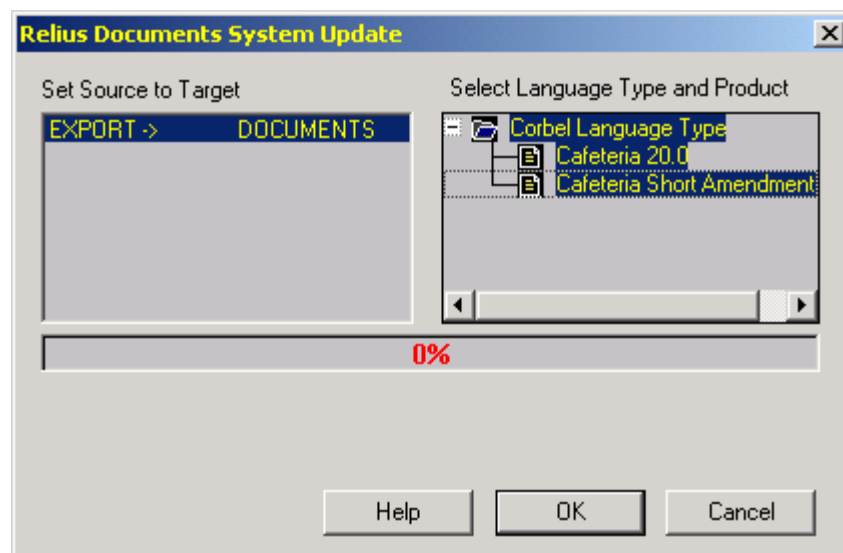 Relius Documents System Update
Set Source to Target
EXPORT -> DOCUMENTS
Select Language Type and Product
Corbel Language Type
Cafeteria 20.0
Cafeteria Short Amendment
0%
Help
OK
Cancel